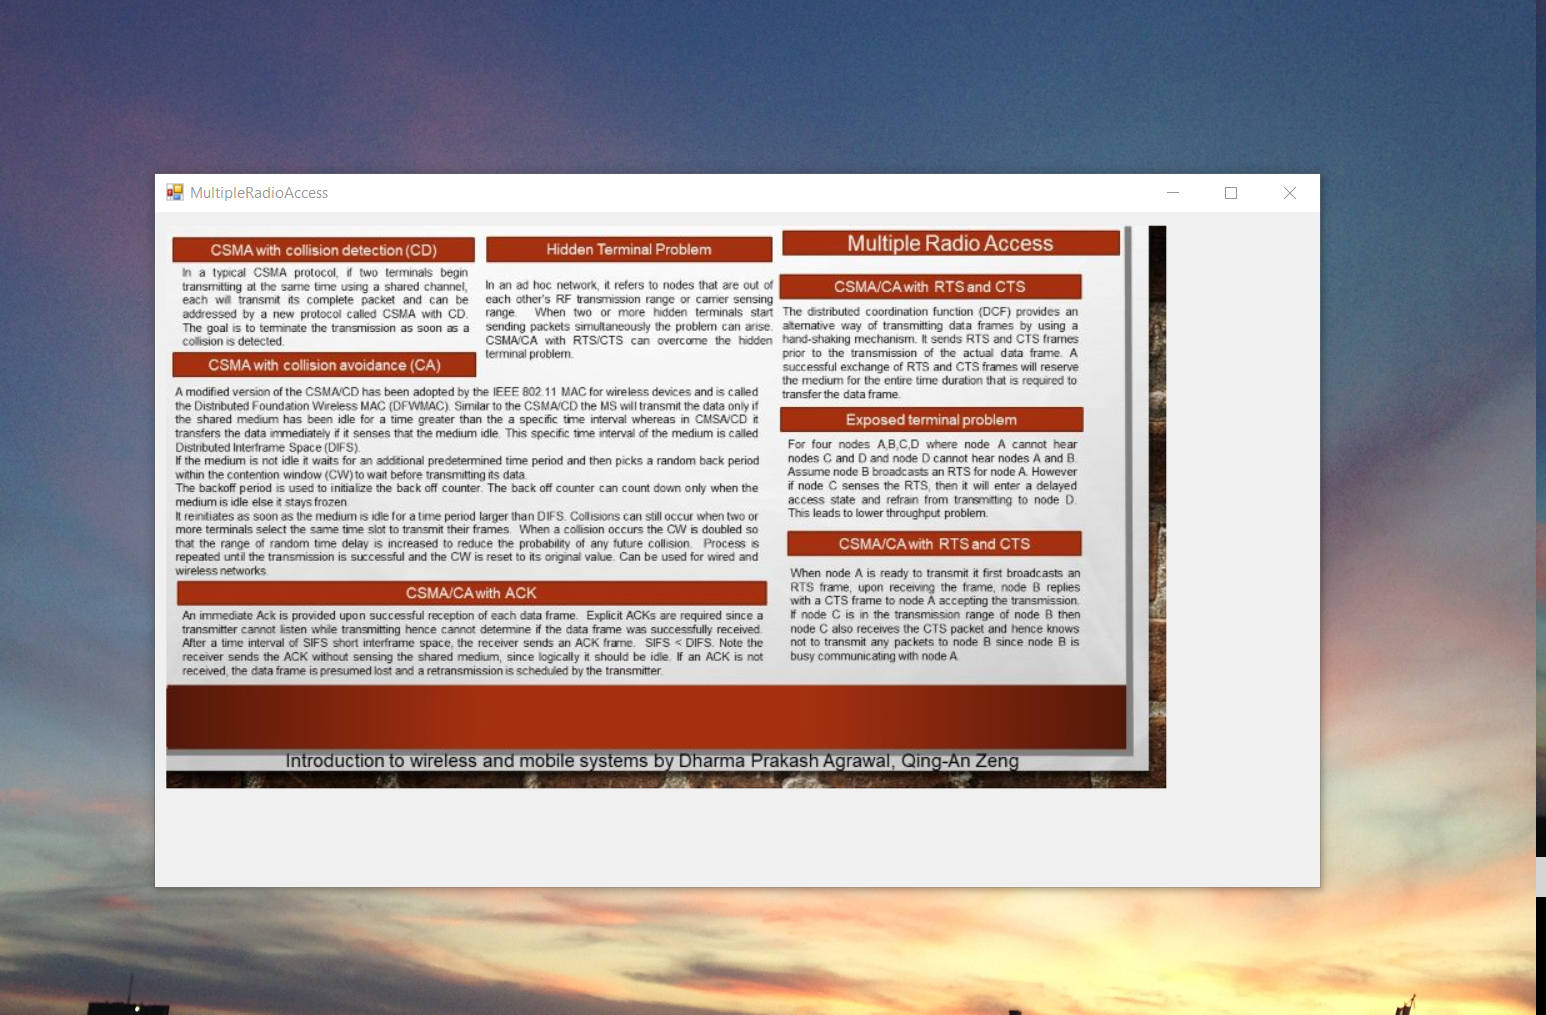 MultipleRadioAccess
CSMA with collision detection (CD)
In a typical CSMA protocol, if two terminals begin
transmitting at the same time using a shared channel,
each will transmit its complete packet and can be
addressed by a new protocol called CSMA with CD.
The goal is to terminate the transmission as soon as a
collision is detected.
Hidden Terminal Problem
In an ad hoc network, it refers to nodes that are out of
each other's RF transmission range or carrier sensing
range. When two or more hidden terminals start
sending packets simultaneously the problem can arise.
CSMA/CA with RTS/CTS can overcome the hidden
terminal problem.
CSMA with collision avoidance (CA)
A modified version of the CSMA/CD has been adopted by the IEEE 802.11 MAC for wireless devices and is called
the Distributed Foundation Wireless MAC (DFWMAC). Similar to the CSMA/CD the MS will transmit the data only if
the shared medium has been idle for a time greater than the a specific time interval whereas in CMSA/CD it
transfers the data immediately if it senses that the medium idle. This specific time interval of the medium is called
Distributed Interframe Space (DIFS).
If the medium is not idle it waits for an additional predetermined time period and then picks a random back period
within the contention window (CW) to wait before transmitting its data.
The backoff period is used to initialize the back off counter. The back off counter can count down only when the
medium is idle else it stays frozen.
It reinitiates as soon as the medium is idle for a time period larger than DIFS. Collisions can still occur when two or
more terminals select the same time slot to transmit their frames. When a collision occurs the CW is doubled so
that the range of random time delay is increased to reduce the probability of any future collision. Process is
repeated until the transmission is successful and the CW is reset to its original value. Can be used for wired and
wireless networks.
CSMA/CA with ACK
An immediate Ack is provided upon successful reception of each data frame. Explicit ACKs are required since a
transmitter cannot listen while transmitting hence cannot determine if the data frame was successfully received.
After a time interval of SIFS short interframe space, the receiver sends an ACK frame. SIFS < DIFS. Note the
receiver sends the ACK without sensing the shared medium, since logically it should be idle. If an ACK is not
received, the data frame is presumed lost and a retransmission is scheduled by the transmitter.
Multiple Radio Access
CSMA/CA with RTS and CTS
The distributed coordination function (DCF) provides an
alternative way of transmitting data frames by using a
hand-shaking mechanism. It sends RTS and CTS frames
prior to the transmission of the actual data frame. A
successful exchange of RTS and CTS frames will reserve
the medium for the entire time duration that is required to
transfer the data frame.
Exposed terminal problem
For four nodes A,B,C,D where node A cannot hear
nodes C and D and node D cannot hear nodes A and B.
Assume node B broadcasts an RTS for node A. However
if node C senses the RTS, then it will enter a delayed
access state and refrain from transmitting to node D.
This leads to lower throughput problem.
CSMA/CA with RTS and CTS
When node A is ready to transmit it first broadcasts an
RTS frame, upon receiving the frame, node B replies
with a CTS frame to node A accepting the transmission.
If node C is in the transmission range of node B then
node C also receives the CTS packet and hence knows
not to transmit any packets to node B since node B is
busy communicating with node A.
Introduction to wireless and mobile systems by Dharma Prakash Agrawal, Qing-An Zeng